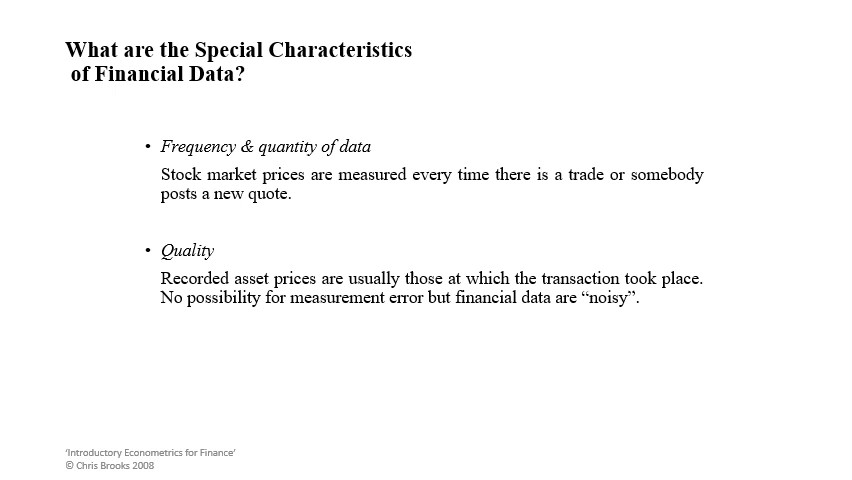 What are the Special Characteristics
of Financial Data?
• Frequency & quantity of data
Stock market prices are measured every time there is a trade or somebody
posts a new quote.
• Quality
Recorded asset prices are usually those at which the transaction took place.
No possibility for measurement error but financial data are “noisy”.
‘Introductory Econometrics for Finance’
© Chris Brooks 2008